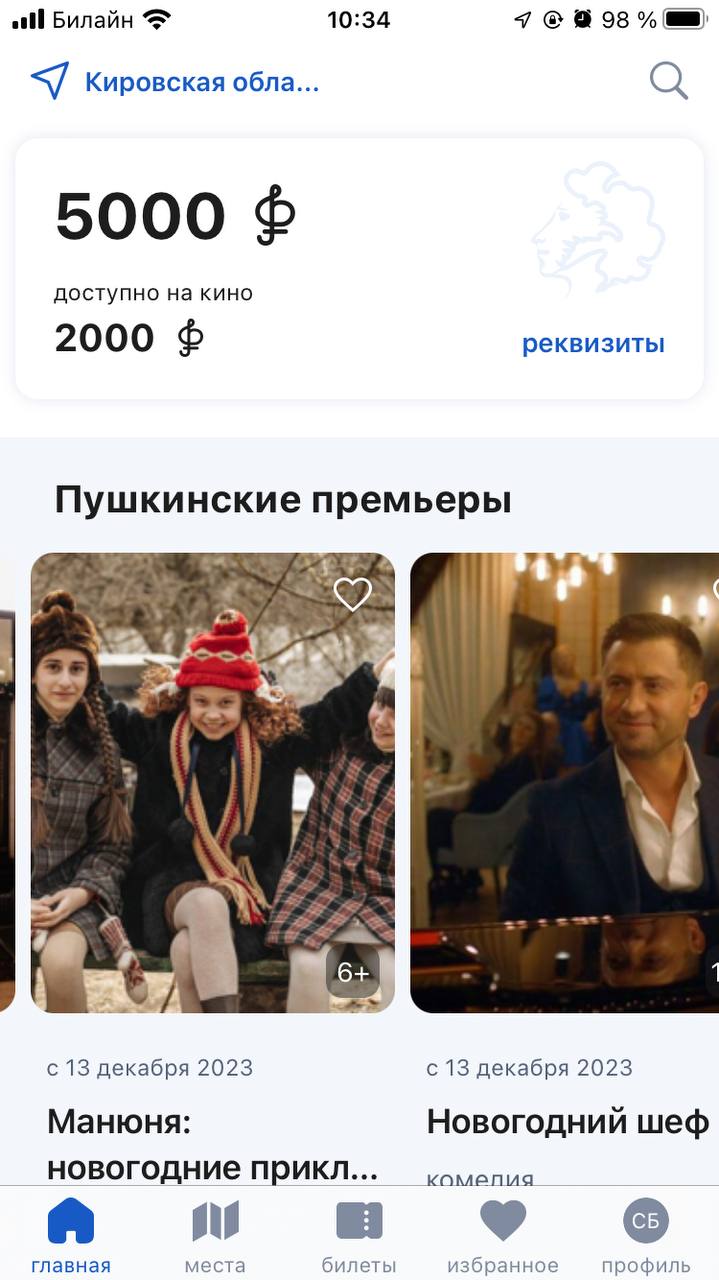 Билайн 10:34 98 %
Кировская обла...
5000
доступно на кино
2000
реквизиты
Пушкинские премьеры
6+
с 13 декабря 2023
с 13 декабря 2023
Манюня:
новогодние прикл...
Новогодний шеф
комедия
главная
места
билеты
избранное
СБ
профиль